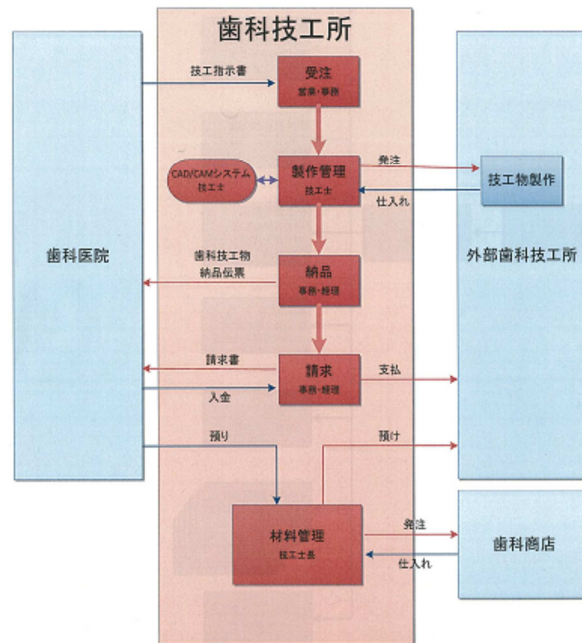 歯科技工所
技工指示書
受注
営業・事務
CAD/CAMシステム
技工士
製作管理
技工士
発注
仕入れ
技工物製作
歯科医院
外部歯科技工所
歯科技工物
納品伝票
納品
事務・経理
請求書
入金
請求
事務・経理
支払
預り
預け
材料管理
技工士長
発注
仕入れ
歯科商店